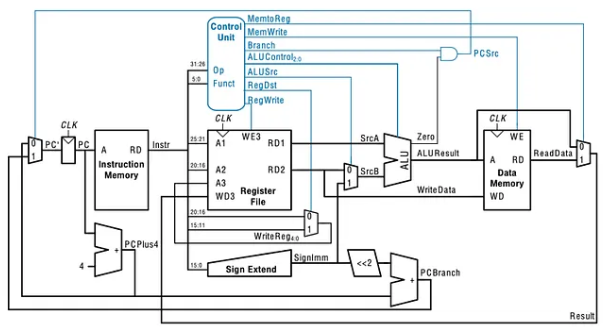 MemtoReg
Control
Unit
MemWrite
Branch
ALUControl2:0
PCSrc
31:26
Op
ALUSrc
5:0
Funct
RegDst
RegWrite
CLK
CLK
CLK
0
1
PC'
PC
A
RD
Instruction
Memory
Instr
25:21
A1
WE3
RD1
SrcA
Zero
WE
0
1
20:16
A2
RD2
0
1
SrcB
ALU
ALUResult
A
RD
ReadData
Data
Memory
A3
WD3
Register
File
WriteData
WD
20:16
15:11
0
1
WriteReg4:0
PCPlus4
+
4
SignImm
15:0
Sign Extend
<<2
+
PCBranch
Result